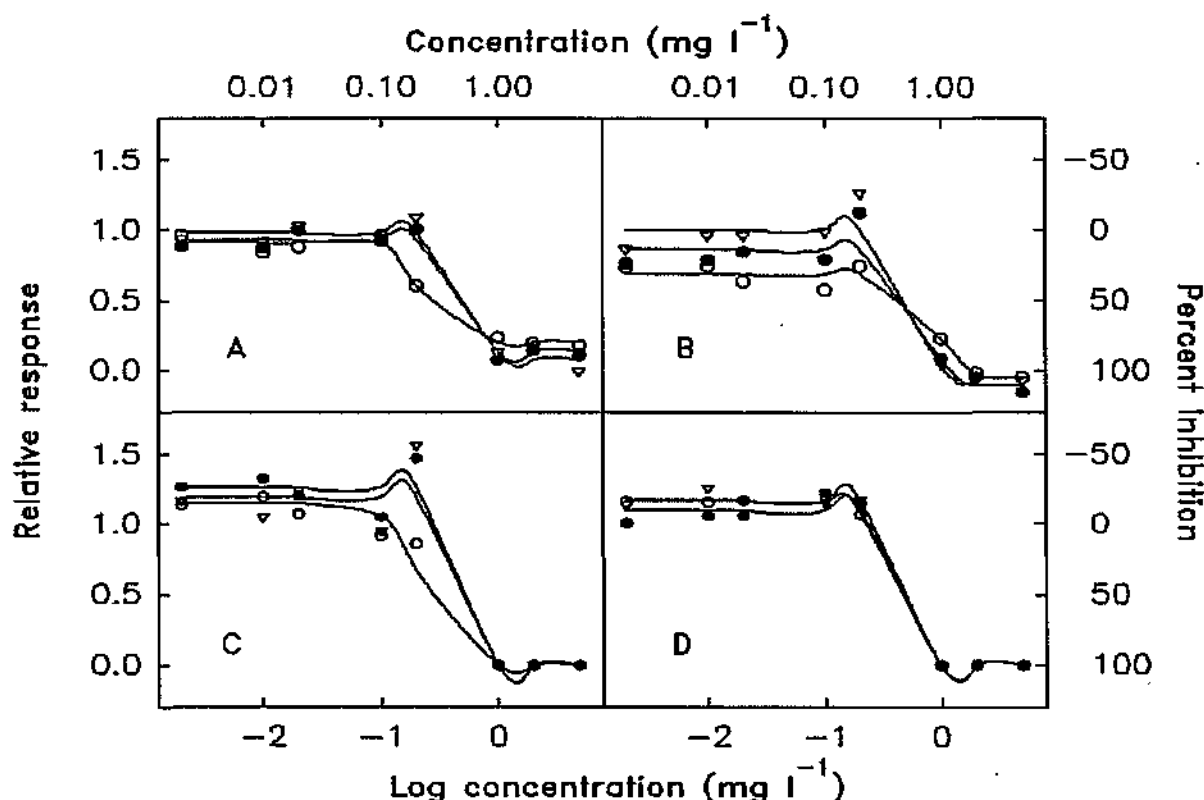 Concentration (mg l⁻¹)
0.01 0.10 1.00 0.01 0.10 1.00
1.5 −50
1.0 0
0.5 50
0.0 100
A B
Relative response
Percent inhibition
1.5 −50
1.0 0
0.5 50
0.0 100
C D
−2 −1 0 −2 −1 0
Log concentration (mg l⁻¹)